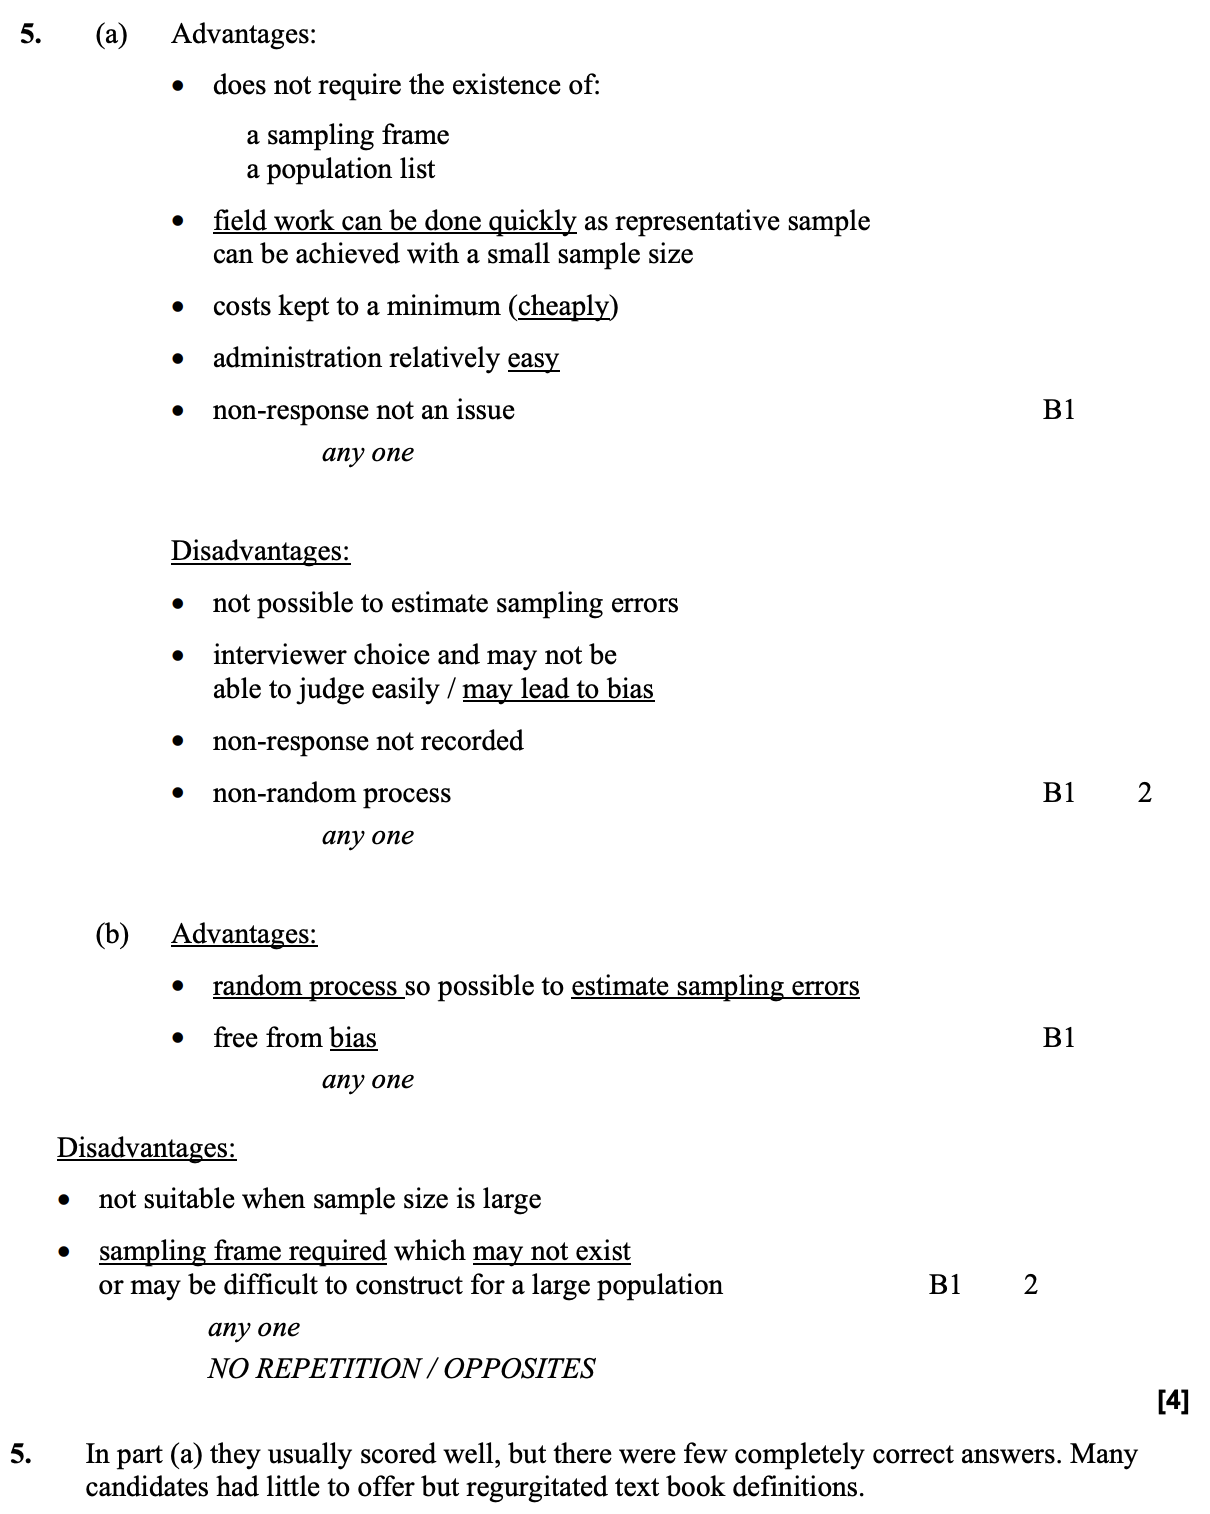 5. (a) Advantages:
• does not require the existence of:
a sampling frame
a population list
• field work can be done quickly as representative sample
can be achieved with a small sample size
• costs kept to a minimum (cheaply)
• administration relatively easy
• non-response not an issue B1
any one
Disadvantages:
• not possible to estimate sampling errors
• interviewer choice and may not be
able to judge easily / may lead to bias
• non-response not recorded
• non-random process B1 2
any one
(b) Advantages:
• random process so possible to estimate sampling errors
• free from bias B1
any one
Disadvantages:
• not suitable when sample size is large
• sampling frame required which may not exist
or may be difficult to construct for a large population B1 2
any one
NO REPETITION / OPPOSITES
[4]
5. In part (a) they usually scored well, but there were few completely correct answers. Many
candidates had little to offer but regurgitated text book definitions.